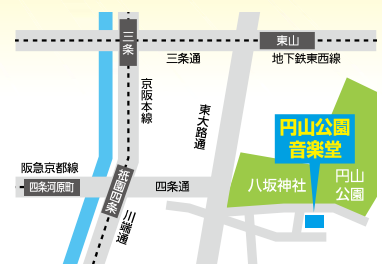 三条
東山
三条通
地下鉄東西線
京阪本線
東大路通
円山公園
音楽堂
阪急京都線
四条河原町
祇園四条
四条通
八坂神社
円山
公園
川端通